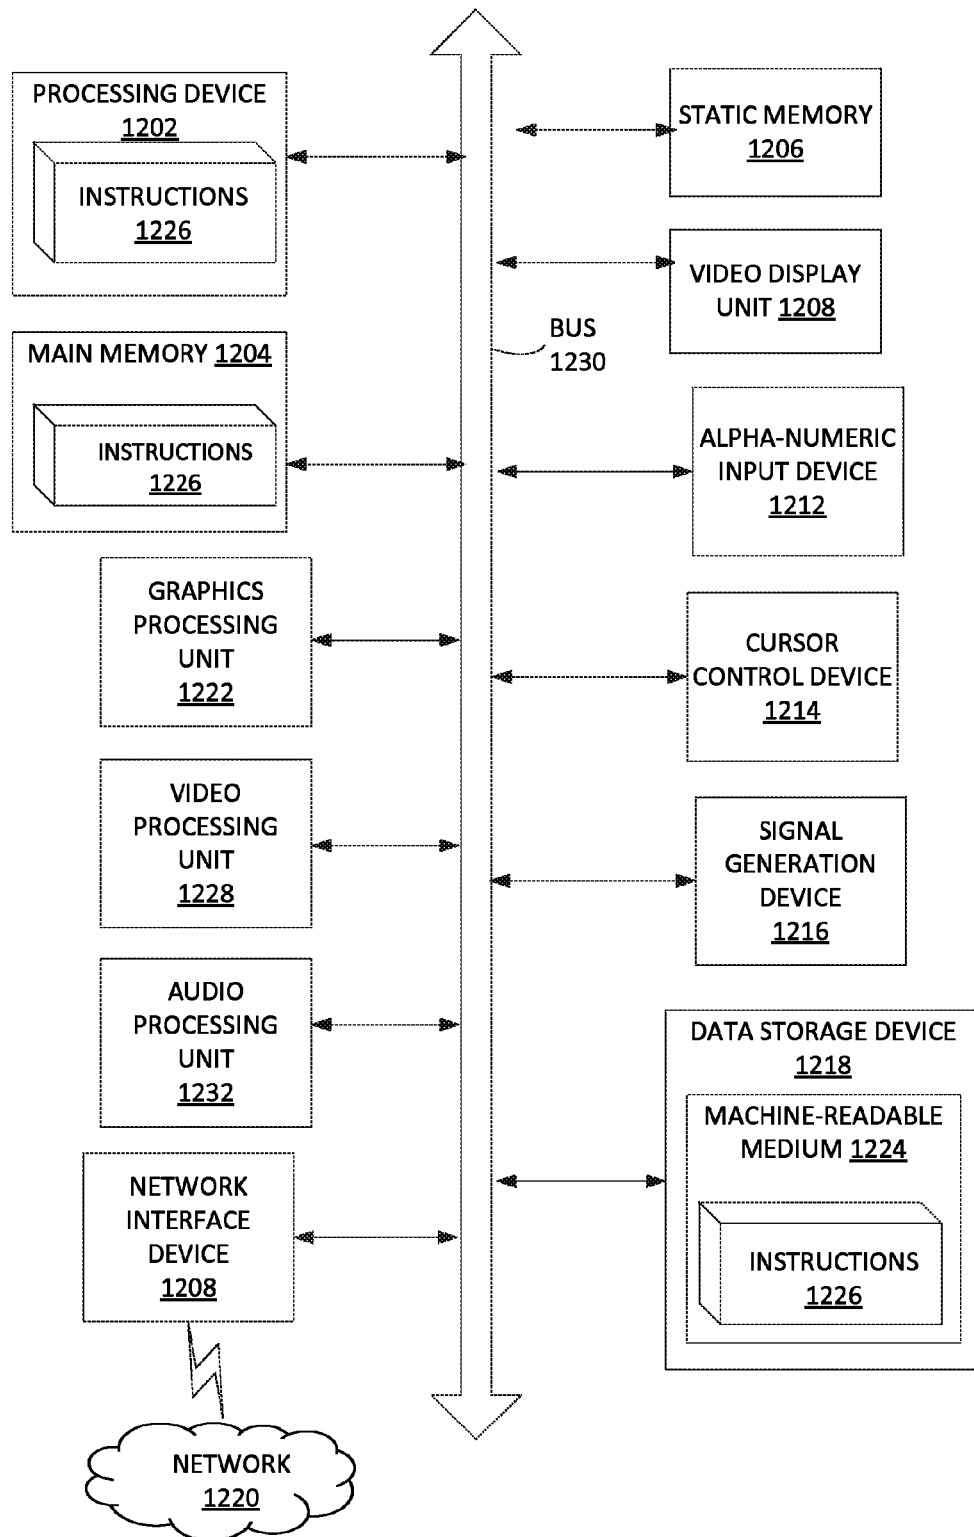 PROCESSING DEVICE
1202
INSTRUCTIONS
1226
MAIN MEMORY 1204
INSTRUCTIONS
1226
GRAPHICS
PROCESSING
UNIT
1222
VIDEO
PROCESSING
UNIT
1228
AUDIO
PROCESSING
UNIT
1232
NETWORK
INTERFACE
DEVICE
1208
NETWORK
1220
BUS
1230
STATIC MEMORY
1206
VIDEO DISPLAY
UNIT 1208
ALPHA-NUMERIC
INPUT DEVICE
1212
CURSOR
CONTROL DEVICE
1214
SIGNAL
GENERATION
DEVICE
1216
DATA STORAGE DEVICE
1218
MACHINE-READABLE
MEDIUM 1224
INSTRUCTIONS
1226